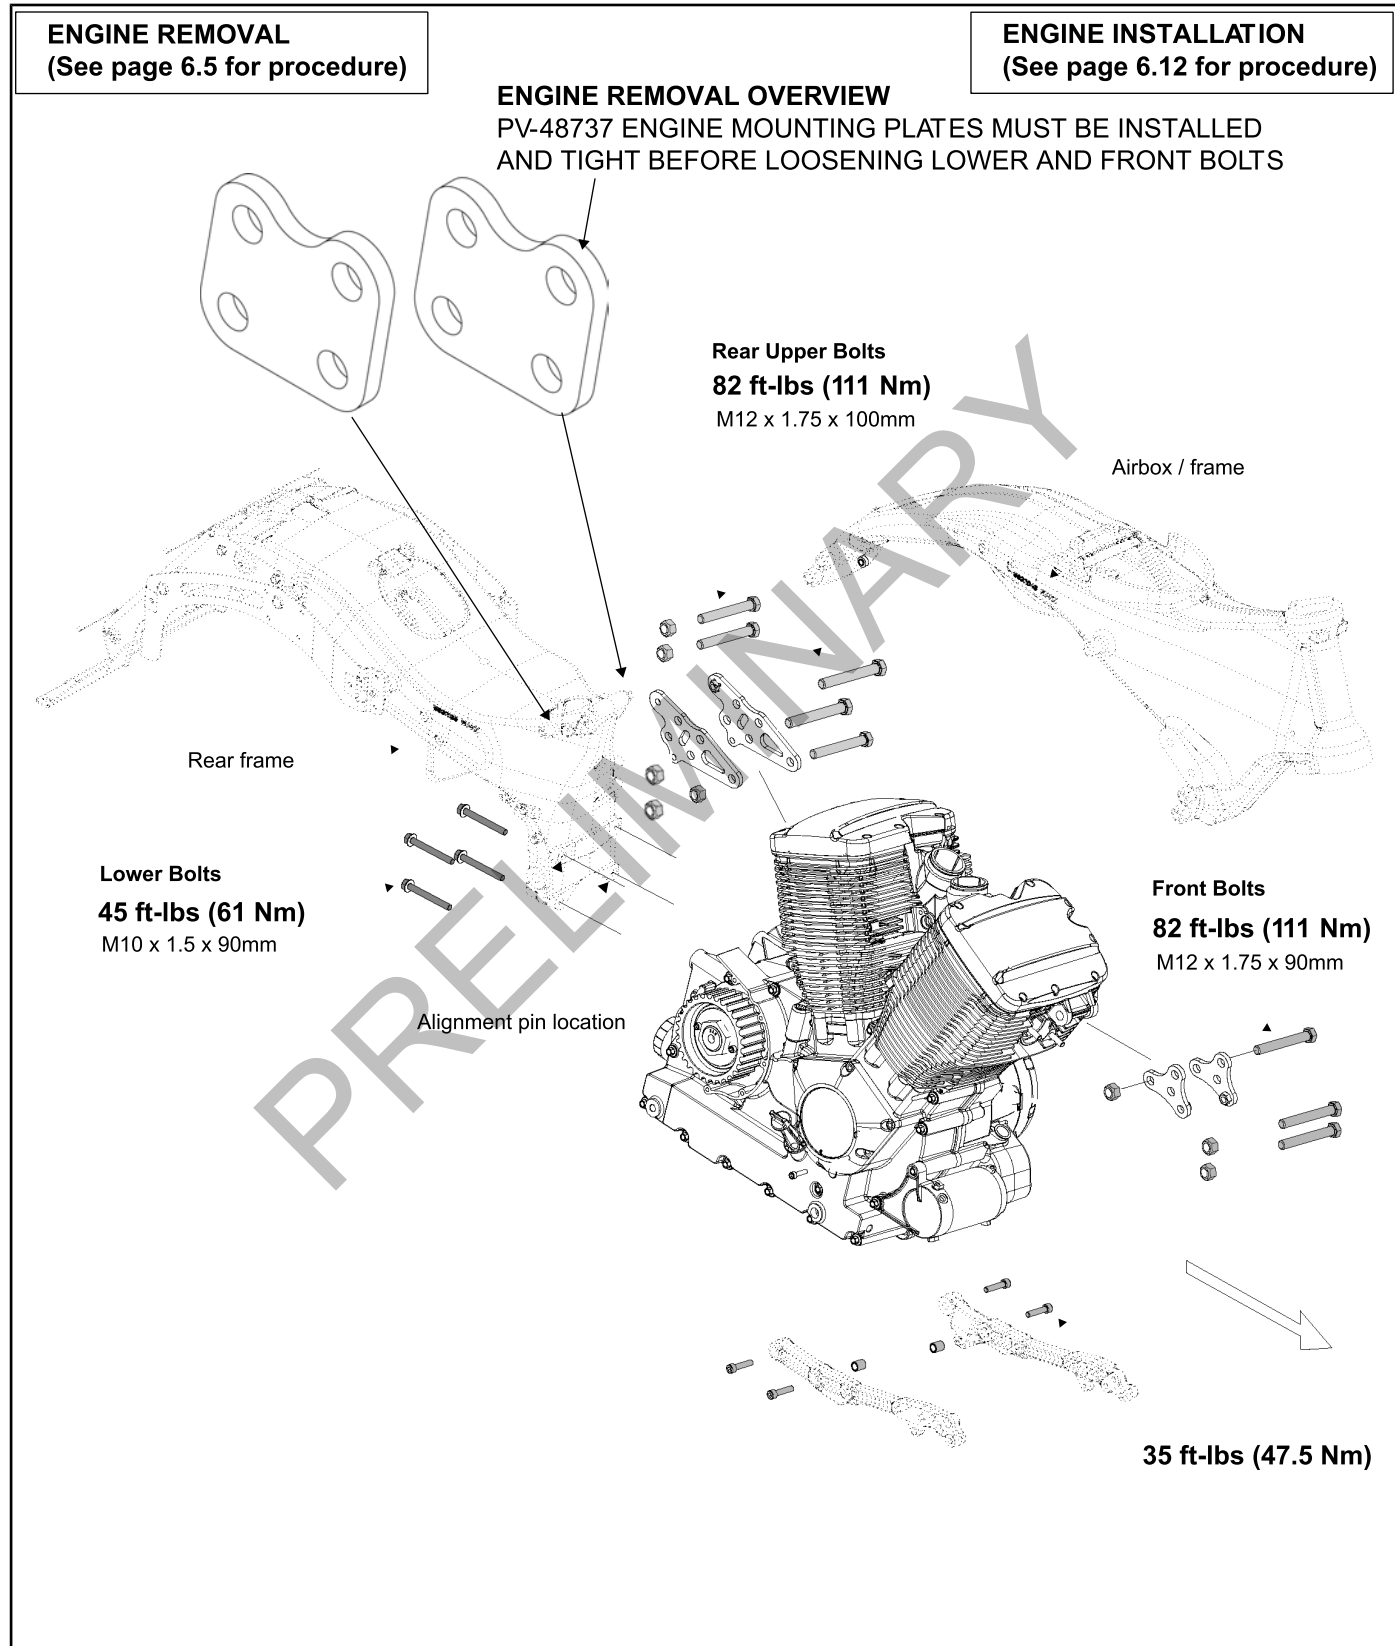 ENGINE REMOVAL
(See page 6.5 for procedure)
ENGINE INSTALLATION
(See page 6.12 for procedure)
ENGINE REMOVAL OVERVIEW
PV-48737 ENGINE MOUNTING PLATES MUST BE INSTALLED
AND TIGHT BEFORE LOOSENING LOWER AND FRONT BOLTS
Rear Upper Bolts
82 ft-lbs (111 Nm)
M12 x 1.75 x 100mm
Airbox / frame
Rear frame
Lower Bolts
45 ft-lbs (61 Nm)
M10 x 1.5 x 90mm
Front Bolts
82 ft-lbs (111 Nm)
M12 x 1.75 x 90mm
Alignment pin location
35 ft-lbs (47.5 Nm)
PRELIMINARY